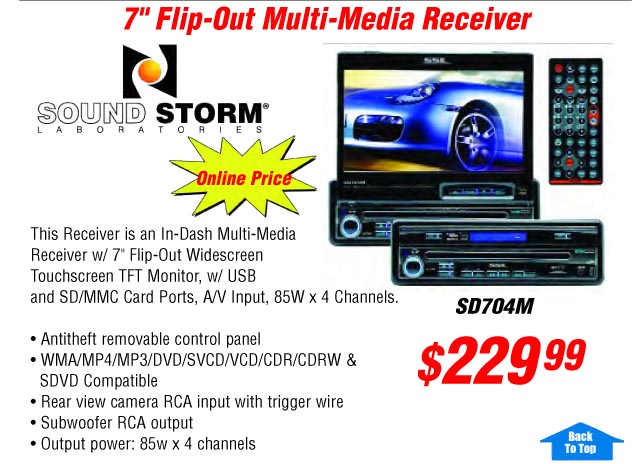 7" Flip-Out Multi-Media Receiver
SOUND STORM®
LABORATORIES
Online Price
SSL
This Receiver is an In-Dash Multi-Media
Receiver w/ 7" Flip-Out Widescreen
Touchscreen TFT Monitor, w/ USB
and SD/MMC Card Ports, A/V Input, 85W x 4 Channels.
SD704M
• Antitheft removable control panel
• WMA/MP4/MP3/DVD/SVCD/VCD/CDR/CDRW &
SDVD Compatible
• Rear view camera RCA input with trigger wire
• Subwoofer RCA output
• Output power: 85w x 4 channels
$229 99
Back
To Top